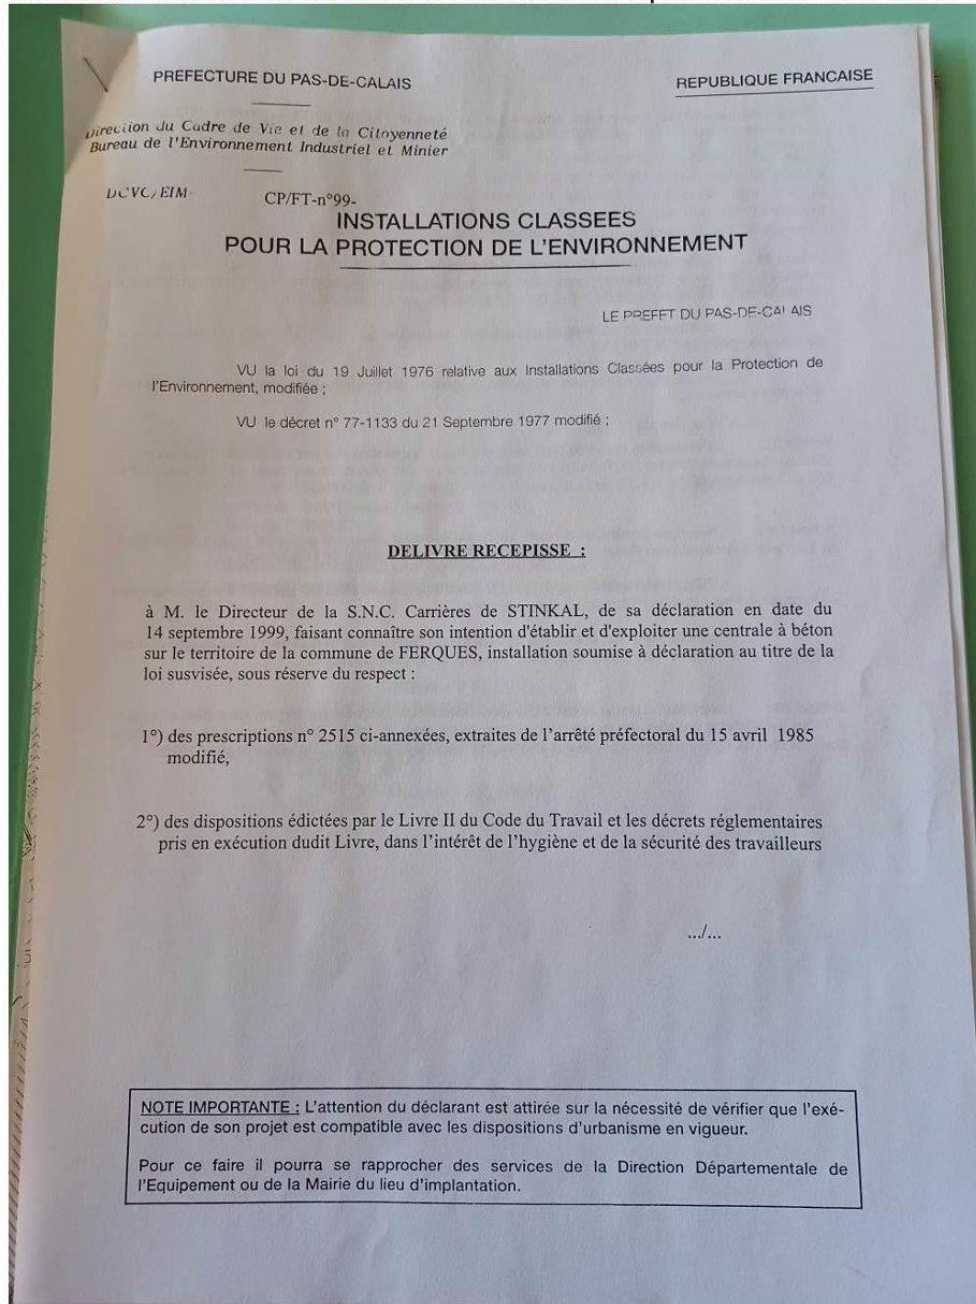 PREFECTURE DU PAS-DE-CALAIS
REPUBLIQUE FRANCAISE
Direction du Cadre de Vie et de la Citoyenneté
Bureau de l'Environnement Industriel et Minier
DCVC/EIM-
CP/FT-n°99-
INSTALLATIONS CLASSEES
POUR LA PROTECTION DE L'ENVIRONNEMENT
LE PREFET DU PAS-DE-CALAIS
VU la loi du 19 Juillet 1976 relative aux Installations Classées pour la Protection de
l'Environnement, modifiée ;
VU le décret n° 77-1133 du 21 Septembre 1977 modifié ;
DELIVRE RECEPISSE :
à M. le Directeur de la S.N.C. Carrières de STINKAL, de sa déclaration en date du
14 septembre 1999, faisant connaître son intention d'établir et d'exploiter une centrale à béton
sur le territoire de la commune de FERQUES, installation soumise à déclaration au titre de la
loi susvisée, sous réserve du respect :
1°) des prescriptions n° 2515 ci-annexées, extraites de l'arrêté préfectoral du 15 avril 1985
modifié,
2°) des dispositions édictées par le Livre II du Code du Travail et les décrets réglementaires
pris en exécution dudit Livre, dans l'intérêt de l'hygiène et de la sécurité des travailleurs
.../...
NOTE IMPORTANTE : L'attention du déclarant est attirée sur la nécessité de vérifier que l'exé-
cution de son projet est compatible avec les dispositions d'urbanisme en vigueur.
Pour ce faire il pourra se rapprocher des services de la Direction Départementale de
l'Equipement ou de la Mairie du lieu d'implantation.